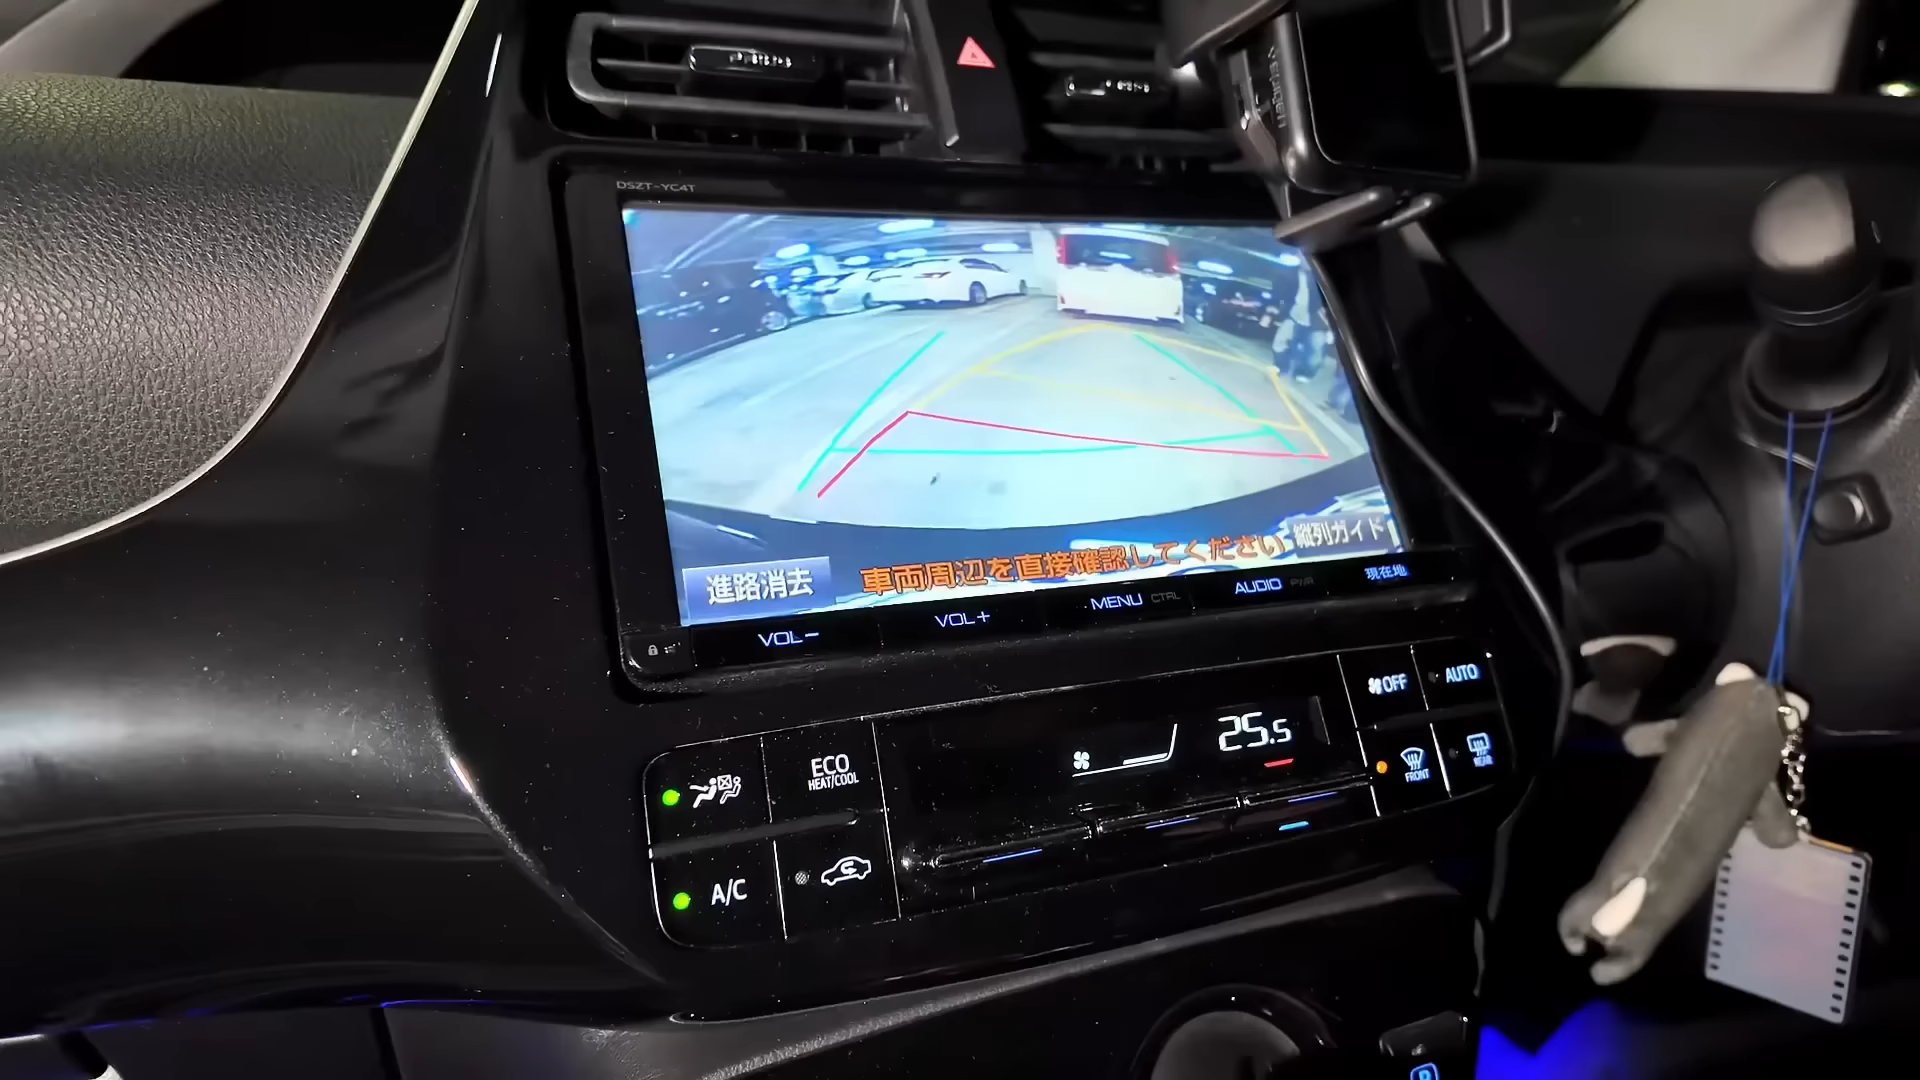 DSZT-YC4T
進路消去
車両周辺を直接確認してください
縦列ガイド
VOL-
VOL+
MENU CTRL
AUDIO PWR
現在地
OFF
AUTO
ECO
HEAT/COOL
25.5
FRONT
REAR
A/C
P